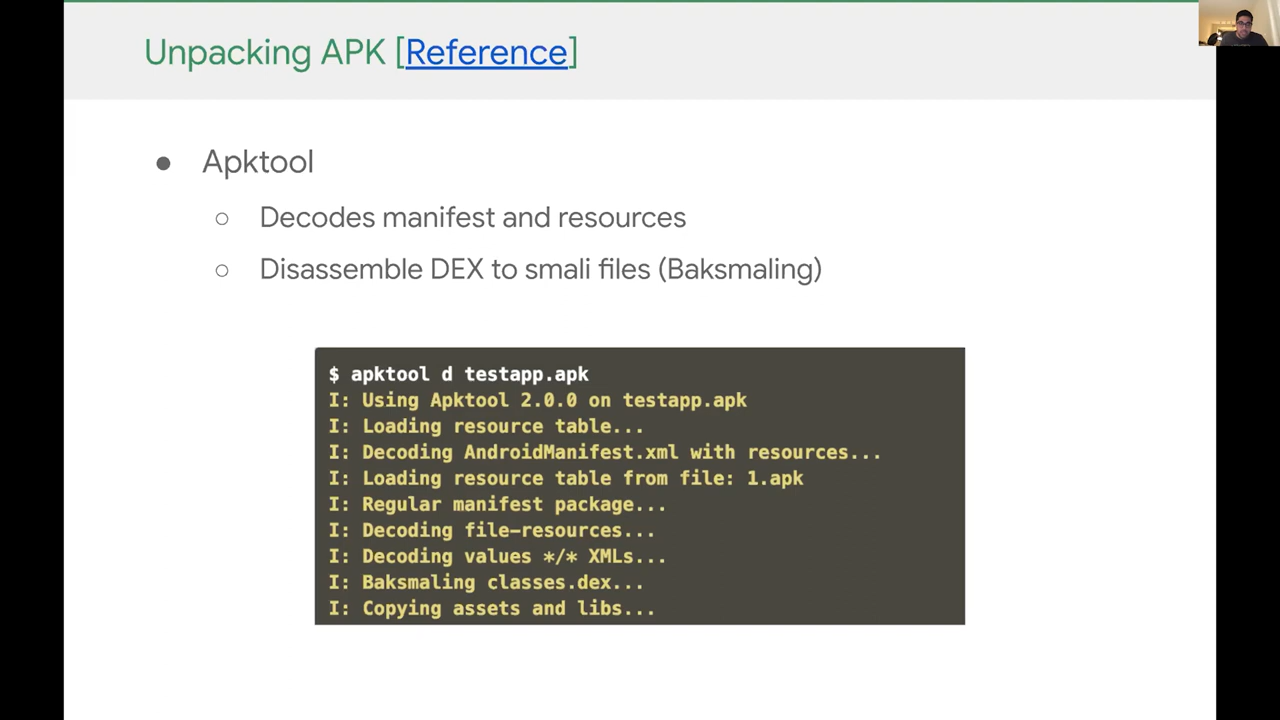 Unpacking APK [Reference]
● Apktool
○ Decodes manifest and resources
○ Disassemble DEX to smali files (Baksmaling)
$ apktool d testapp.apk
I: Using Apktool 2.0.0 on testapp.apk
I: Loading resource table...
I: Decoding AndroidManifest.xml with resources...
I: Loading resource table from file: 1.apk
I: Regular manifest package...
I: Decoding file-resources...
I: Decoding values */* XMLs...
I: Baksmaling classes.dex...
I: Copying assets and libs...